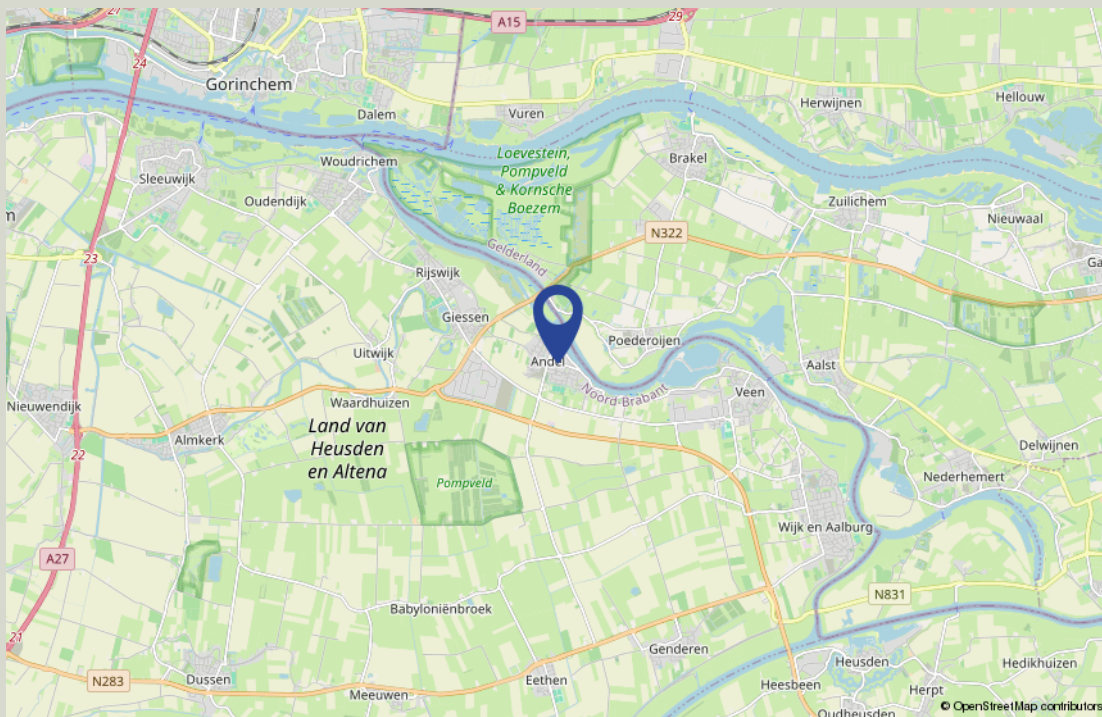 27
A15
29
24
Gorinchem
Hellouw
Herwijnen
Dalem
Vuren
Loevestein,
Pompveld
& Kornsche
Boezem
Woudrichem
Brakel
Sleeuwijk
Oudendijk
Zuilichem
Nieuwaal
m
N322
Gelderland
23
Ga
Rijswijk
Giessen
Poederoijen
Uitwijk
Andel
Aalst
Noord-Brabant
Veen
Waardhuizen
Nieuwendijk
Land van
Heusden
en Altena
Almkerk
Delwijnen
22
Nederhemert
Pompveld
Wijk en Aalburg
A27
N831
Babyloniënbroek
21
Genderen
Heusden
Hedikhuizen
N283
Dussen
Eethen
Heesbeen
Herpt
Meeuwen
Oudheusden
© OpenStreetMap contributors